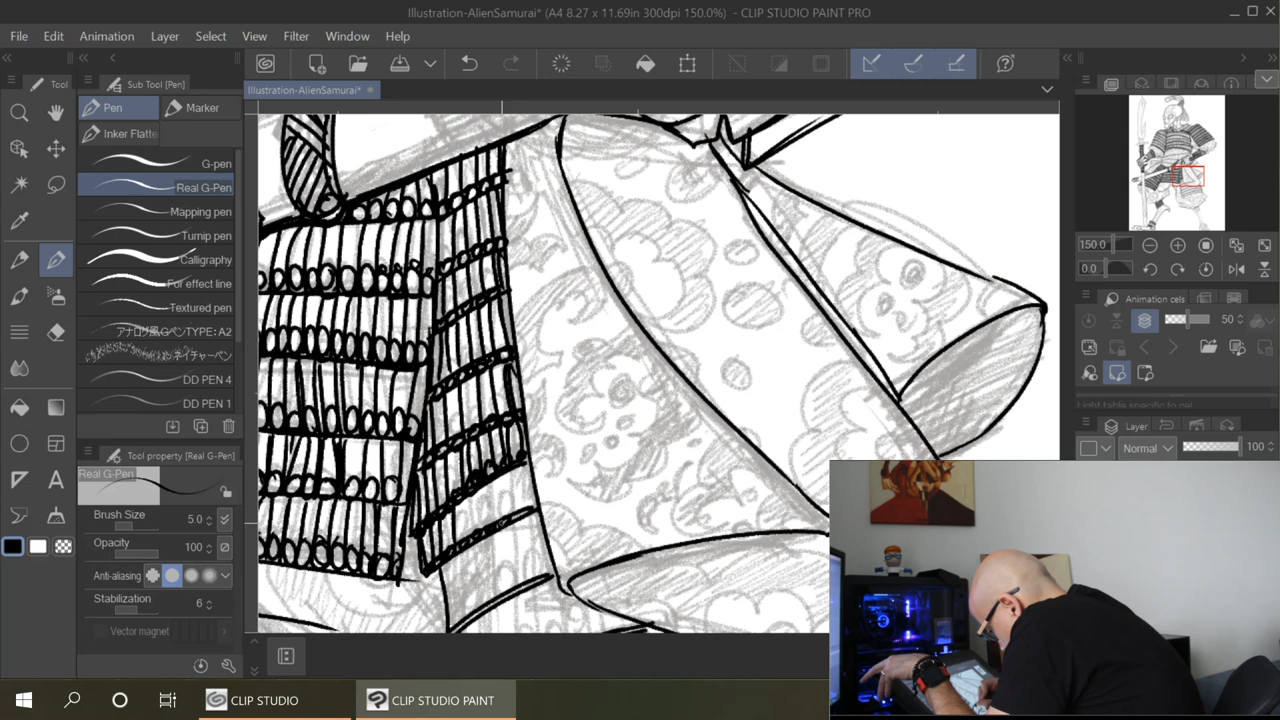 Illustration-AlienSamurai* (A4 8.27 x 11.69in 300dpi 150.0%) - CLIP STUDIO PAINT PRO
File Edit Animation Layer Select View Filter Window Help
Tool
Sub Tool [Pen]
Illustration-AlienSamurai*
Pen
Marker
Inker Flatte
G-pen
Real G-Pen
Mapping pen
Turnip pen
Calligraphy
For effect line
Textured pen
アナログ風GペンTYPE: A2
DD PEN 4
DD PEN 1
Tool property [Real G-Pen]
Real G-Pen
Brush Size 5.0
Opacity 100
Anti-aliasing
Stabilization 6
Vector magnet
150.0
0.0
Animation cels
50
Light table specific to cel
Layer
Normal 100
CLIP STUDIO
CLIP STUDIO PAINT